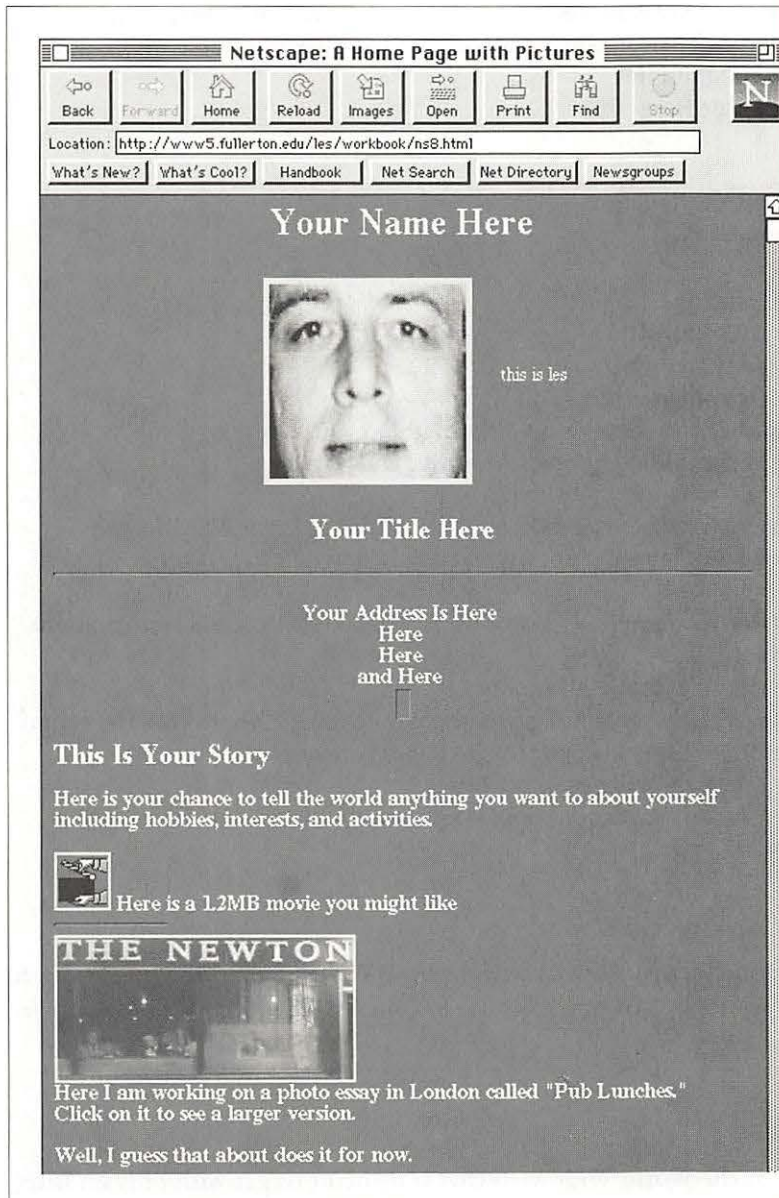 Netscape: A Home Page with Pictures
Back Forward Home Reload Images Open Print Find Stop N
Location: http://www5.fullerton.edu/les/workbook/ns8.html
What's New? What's Cool? Handbook Net Search Net Directory Newsgroups
Your Name Here
this is les
Your Title Here
Your Address Is Here
Here
Here
and Here
This Is Your Story
Here is your chance to tell the world anything you want to about yourself
including hobbies, interests, and activities.
Here is a 1.2MB movie you might like
THE NEWTON
Here I am working on a photo essay in London called "Pub Lunches."
Click on it to see a larger version.
Well, I guess that about does it for now.